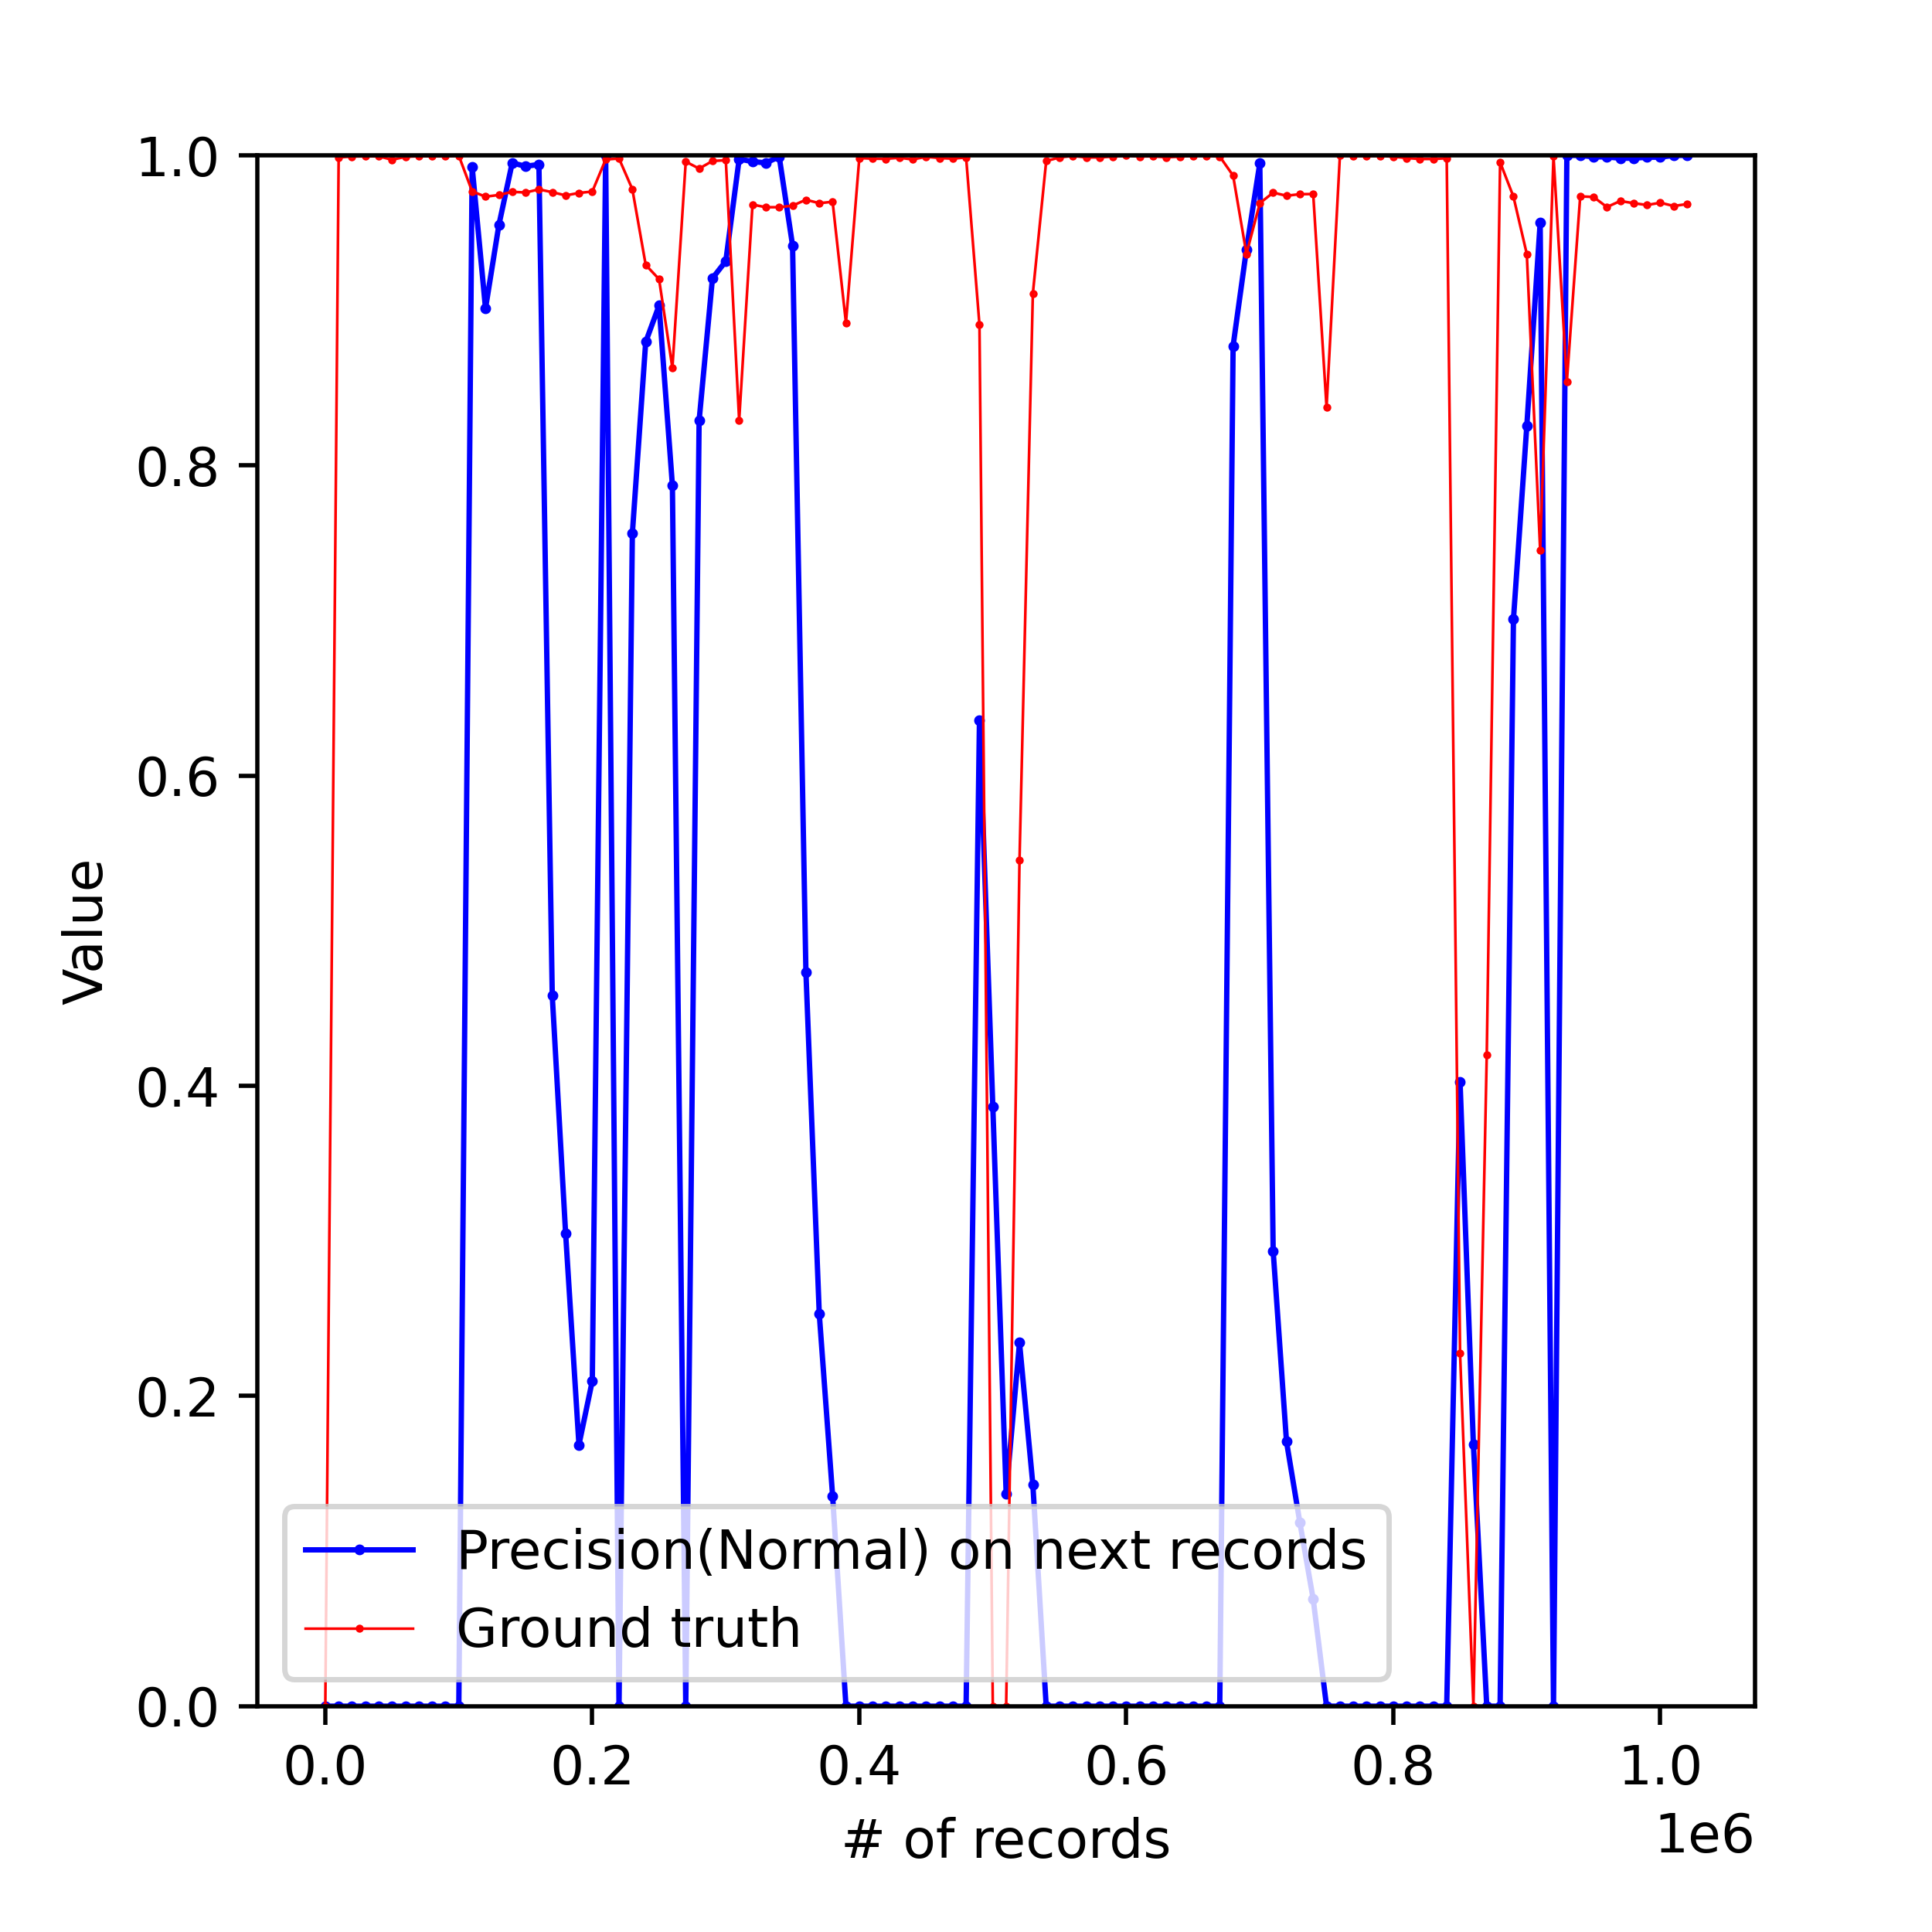 1.0
0.8
0.6
0.4
0.2
0.0
Value
Precision(Normal) on next records
Ground truth
0.0 0.2 0.4 0.6 0.8 1.0
# of records
1e6